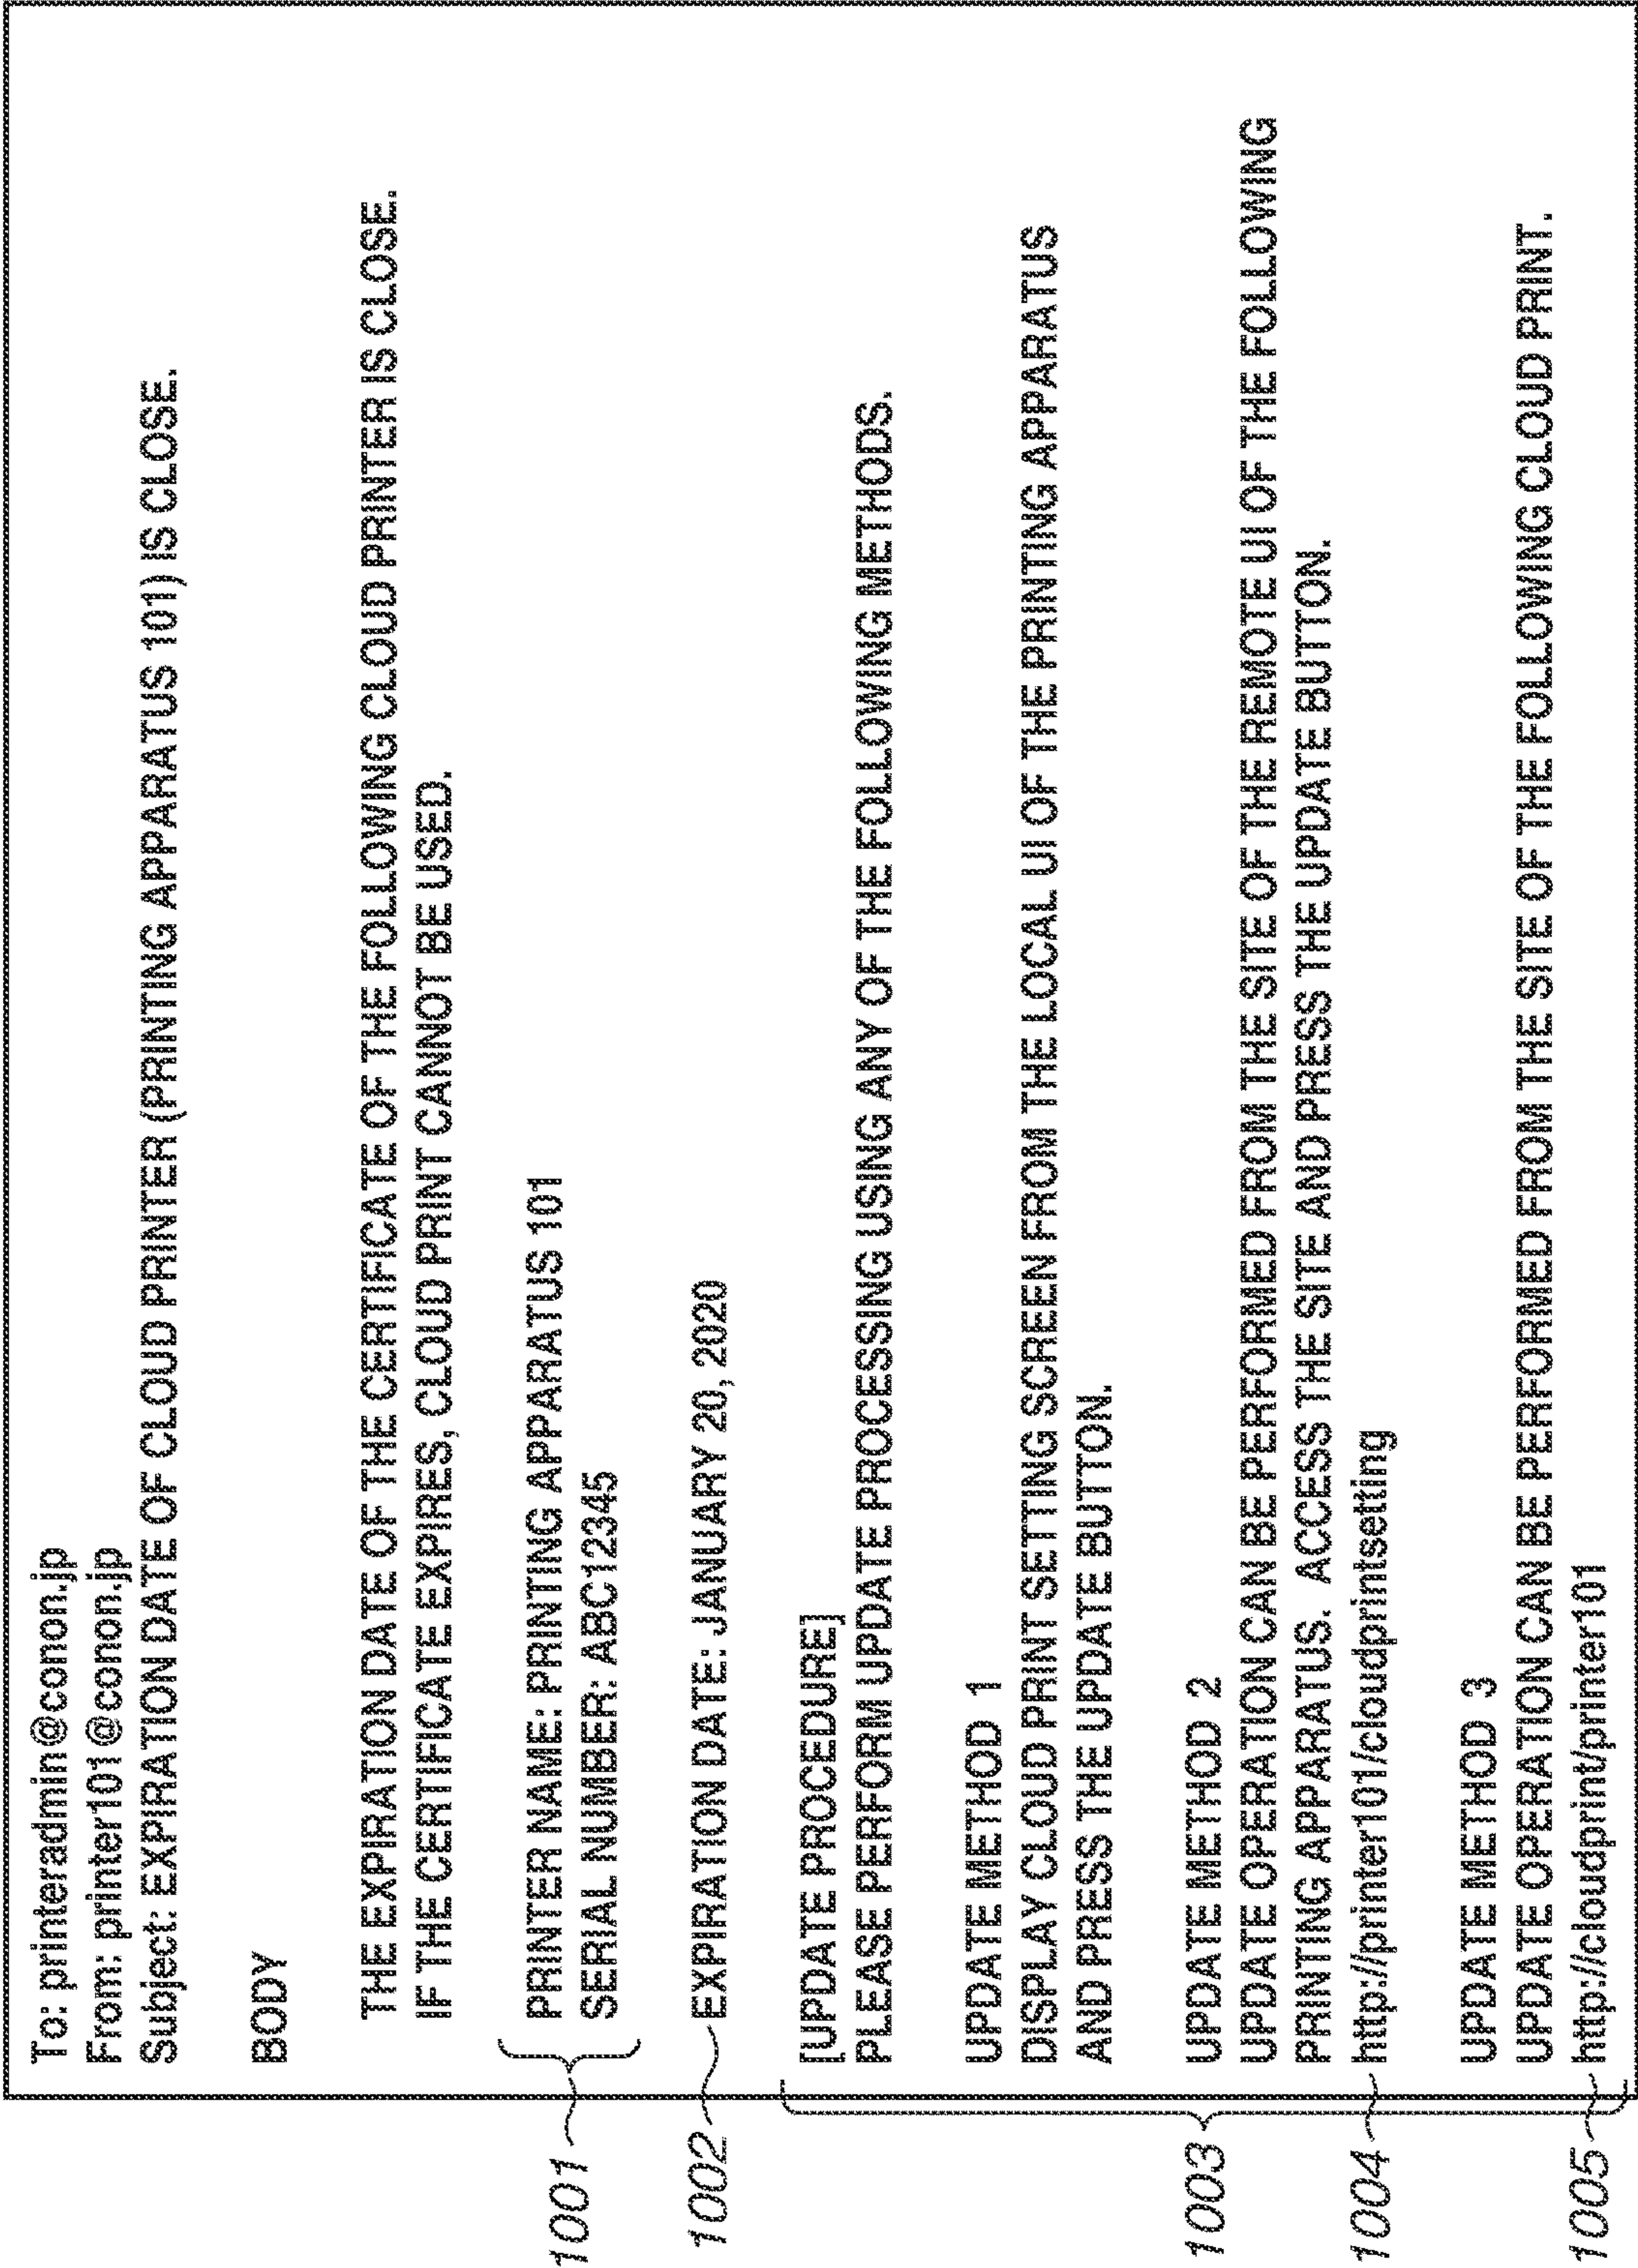 To: printeradmin@conon.jp
From: printer101@conon.jp
Subject: EXPIRATION DATE OF CLOUD PRINTER (PRINTING APPARATUS 101) IS CLOSE.
BODY
THE EXPIRATION DATE OF THE CERTIFICATE OF THE FOLLOWING CLOUD PRINTER IS CLOSE.
IF THE CERTIFICATE EXPIRES, CLOUD PRINT CANNOT BE USED.
1001
PRINTER NAME: PRINTING APPARATUS 101
SERIAL NUMBER: ABC12345
1002
EXPIRATION DATE: JANUARY 20, 2020
1003
[UPDATE PROCEDURE]
PLEASE PERFORM UPDATE PROCESSING USING ANY OF THE FOLLOWING METHODS.
UPDATE METHOD 1
DISPLAY CLOUD PRINT SETTING SCREEN FROM THE LOCAL UI OF THE PRINTING APPARATUS
AND PRESS THE UPDATE BUTTON.
UPDATE METHOD 2
UPDATE OPERATION CAN BE PERFORMED FROM THE SITE OF THE REMOTE UI OF THE FOLLOWING
PRINTING APPARATUS. ACCESS THE SITE AND PRESS THE UPDATE BUTTON.
1004
http://printer101/cloudprintsetting
UPDATE METHOD 3
UPDATE OPERATION CAN BE PERFORMED FROM THE SITE OF THE FOLLOWING CLOUD PRINT.
1005
http://cloudprint/printer101